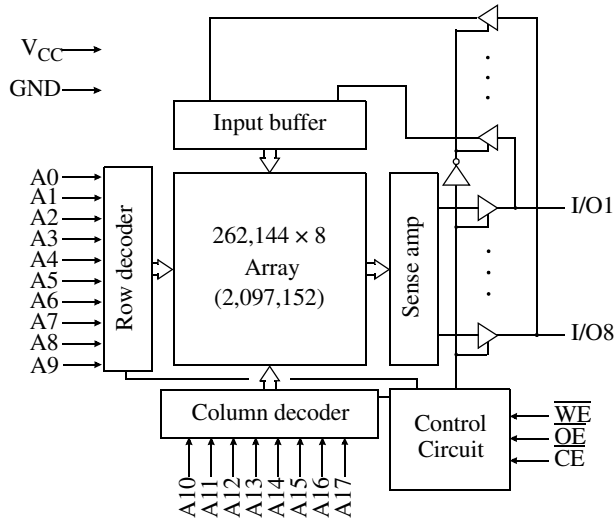 VCC
GND
Input buffer
A0
A1
A2
A3
A4
A5
A6
A7
A8
A9
Row decoder
262,144 × 8
Array
(2,097,152)
Sense amp
I/O1
I/O8
Column decoder
Control
Circuit
WE
OE
CE
A10
A11
A12
A13
A14
A15
A16
A17